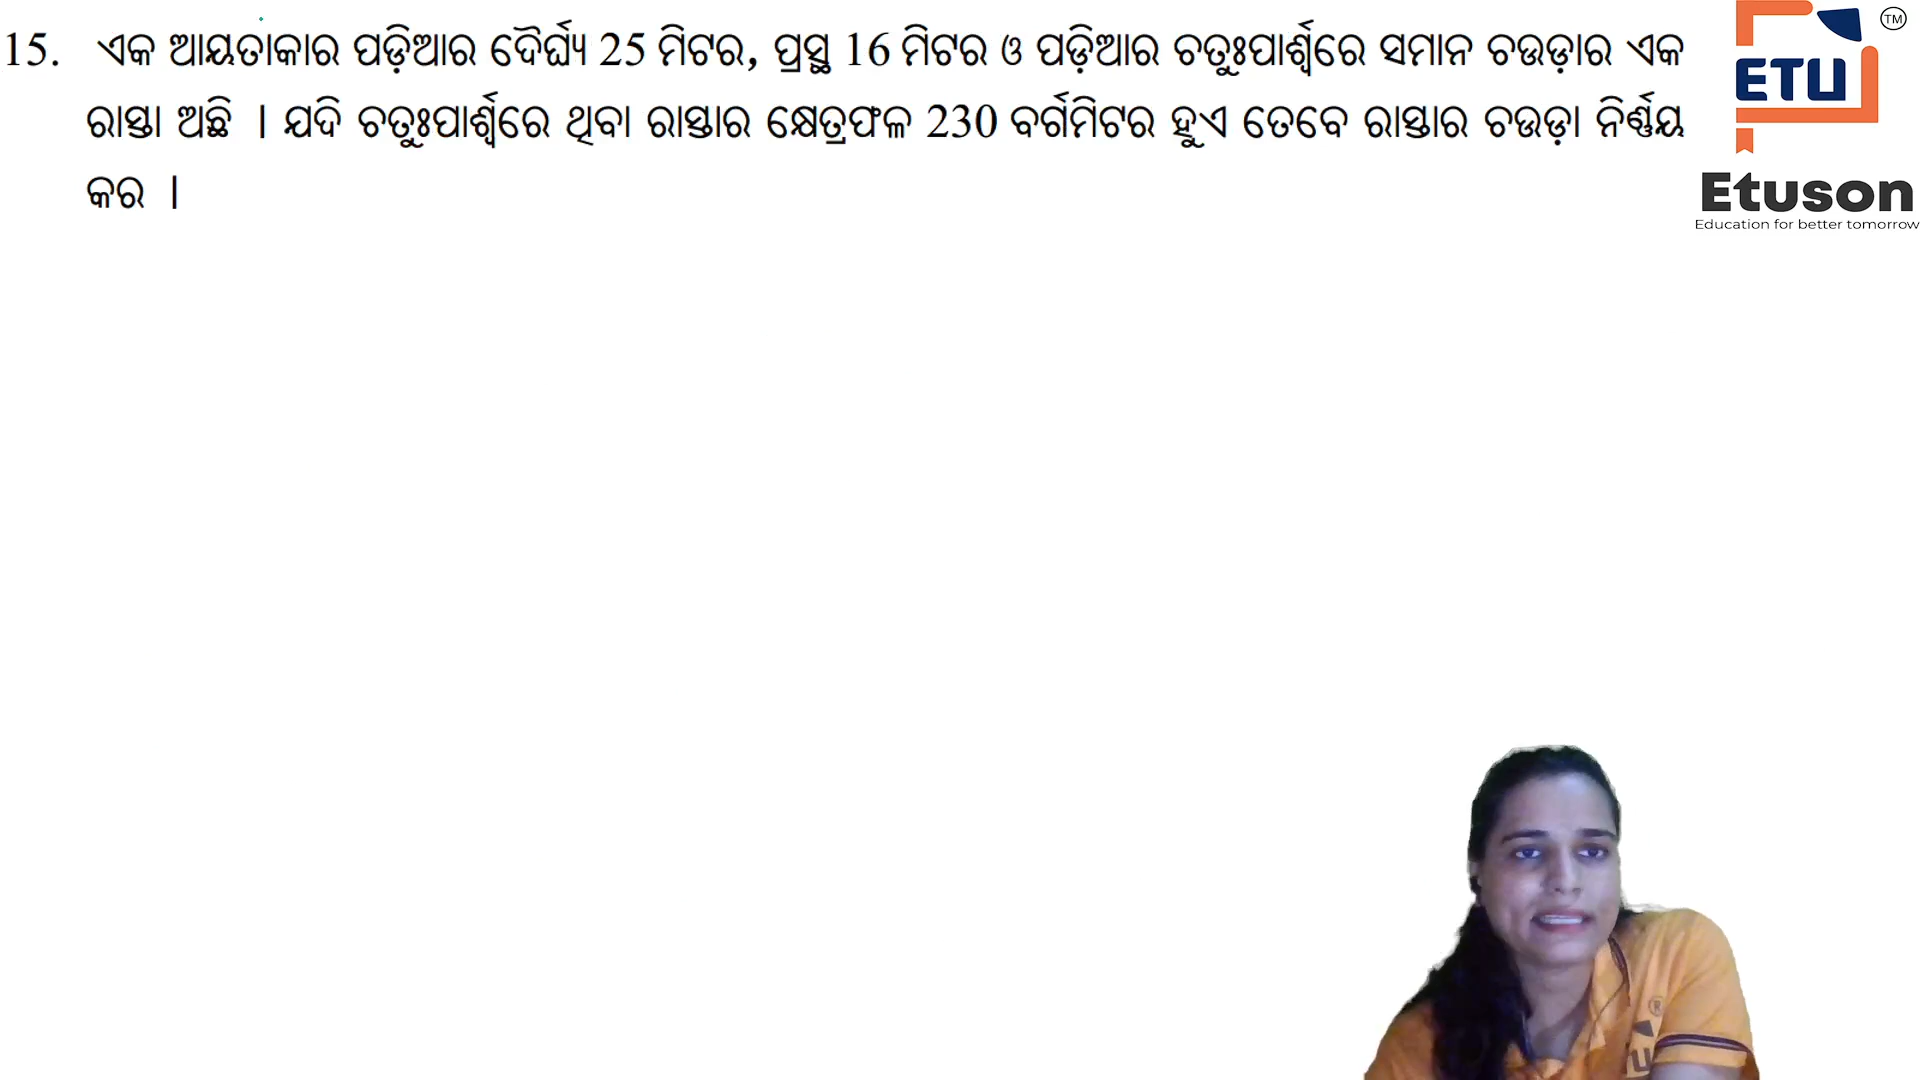 15. ଏକ ଆୟତାକାର ପଡ଼ିଆର ଦୈର୍ଘ୍ୟ 25 ମିଟର, ପ୍ରସ୍ଥ 16 ମିଟର ଓ ପଡ଼ିଆର ଚତୁଃପାର୍ଶ୍ୱରେ ସମାନ ଚଉଡ଼ାର ଏକ
ରାସ୍ତା ଅଛି । ଯଦି ଚତୁଃପାର୍ଶ୍ୱରେ ଥିବା ରାସ୍ତାର କ୍ଷେତ୍ରଫଳ 230 ବର୍ଗମିଟର ହୁଏ ତେବେ ରାସ୍ତାର ଚଉଡ଼ା ନିର୍ଣ୍ଣୟ
କର ।
TM
ETU
Etuson
Education for better tomorrow